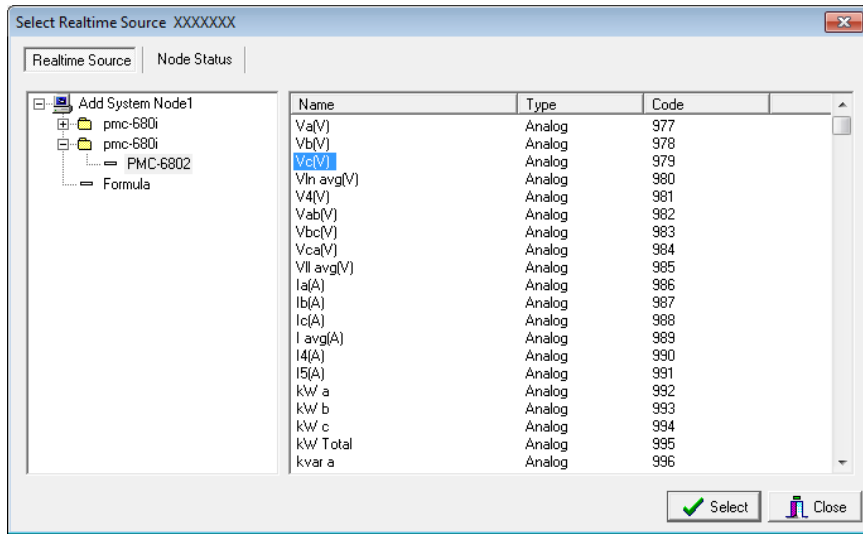 Select Realtime Source XXXXXXX
Realtime Source Node Status
Add System Node1
pmc-680i
pmc-680i
PMC-6802
Formula
Name Type Code
Va(V) Analog 977
Vb(V) Analog 978
Vc(V) Analog 979
Vln avg(V) Analog 980
V4(V) Analog 981
Vab(V) Analog 982
Vbc(V) Analog 983
Vca(V) Analog 984
Vll avg(V) Analog 985
Ia(A) Analog 986
Ib(A) Analog 987
Ic(A) Analog 988
I avg(A) Analog 989
I4(A) Analog 990
I5(A) Analog 991
kW a Analog 992
kW b Analog 993
kW c Analog 994
kW Total Analog 995
kvar a Analog 996
Select Close